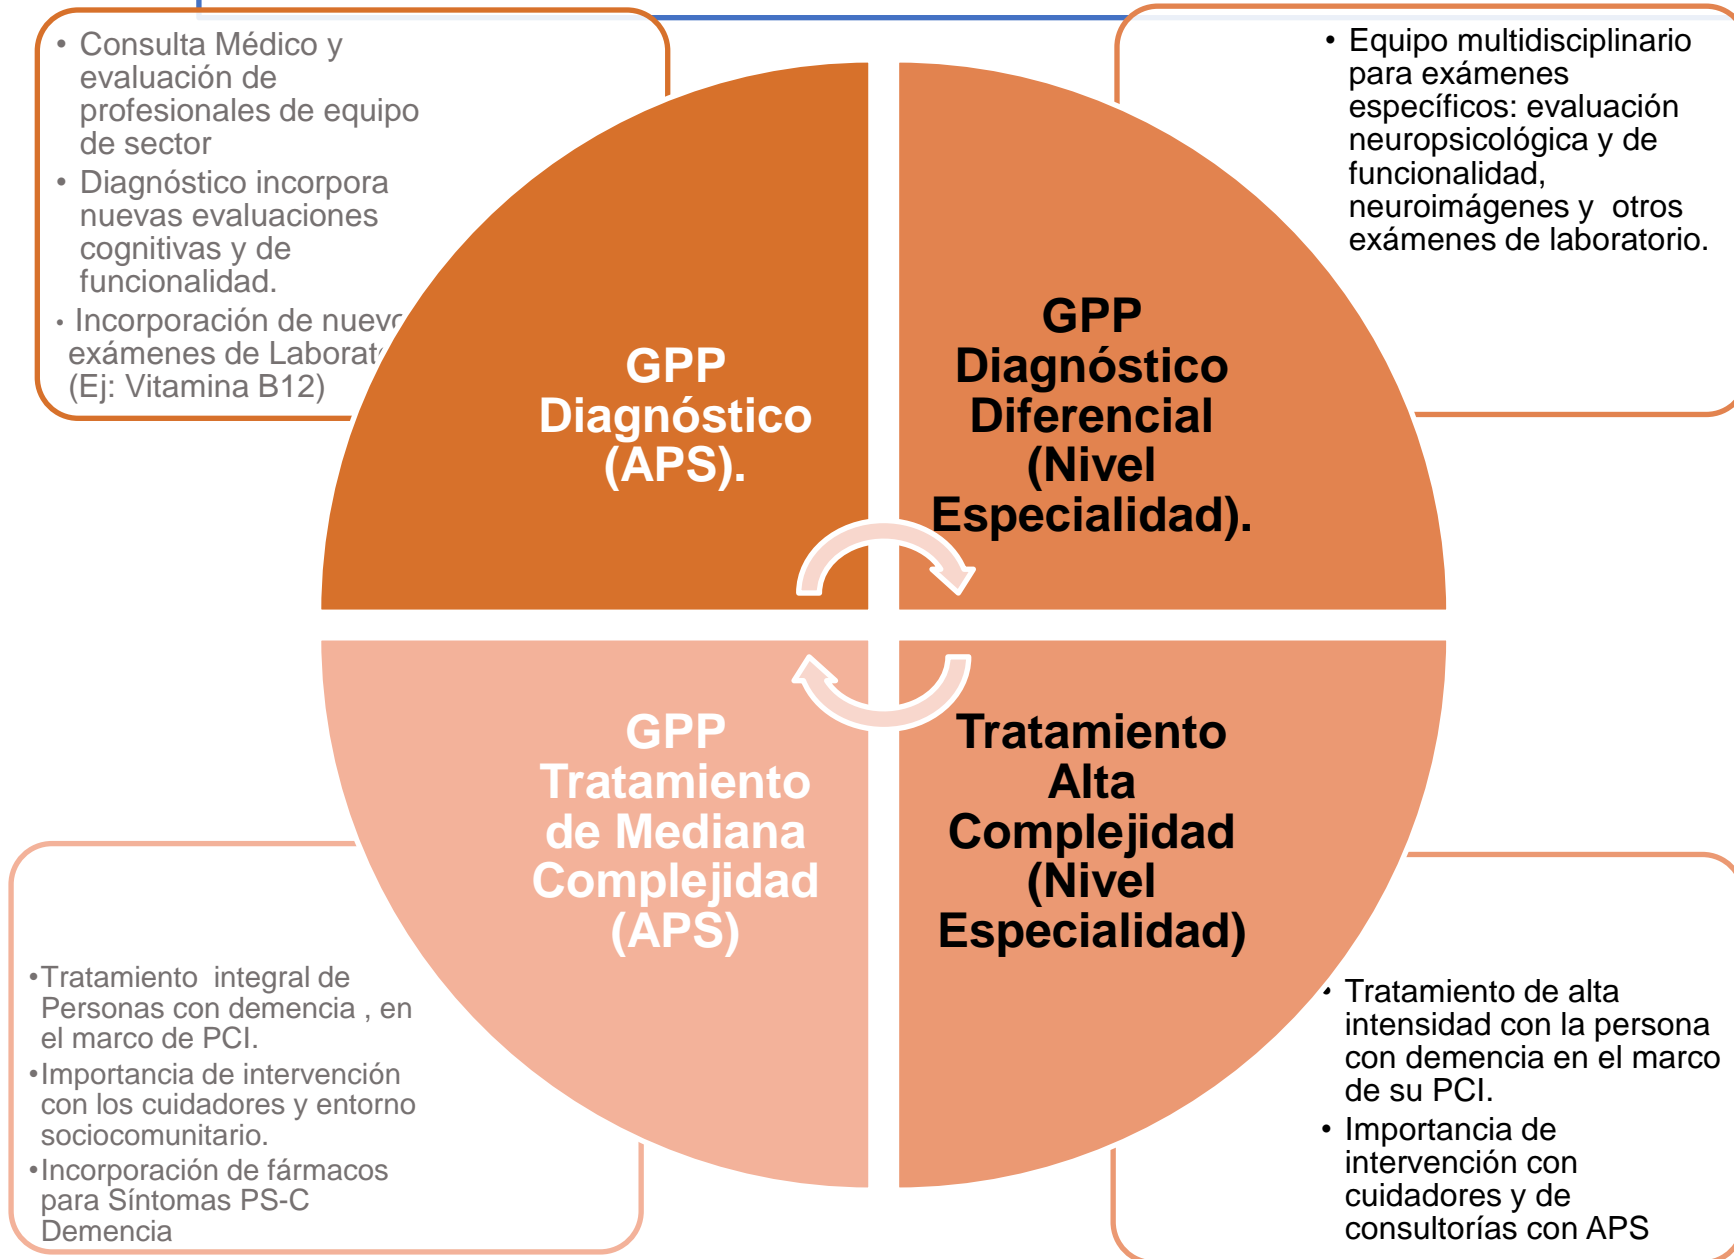 • Consulta Médico y
evaluación de
profesionales de equipo
de sector
• Diagnóstico incorpora
nuevas evaluaciones
cognitivas y de
funcionalidad.
• Incorporación de
exámenes de
(Ej: Vitamina B12)
• Equipo multidisciplinario
para exámenes
específicos: evaluación
neuropsicológica y de
funcionalidad,
neuroimágenes y otros
exámenes de laboratorio.
GPP
Diagnóstico
(APS).
GPP
Diagnóstico
Diferencial
(Nivel
Especialidad).
GPP
Tratamiento
de Mediana
Complejidad
(APS)
Tratamiento
Alta
Complejidad
(Nivel
Especialidad)
•Tratamiento integral de
Personas con demencia , en
el marco de PCI.
•Importancia de intervención
con los cuidadores y entorno
sociocomunitario.
•Incorporación de fármacos
para Síntomas PS-C
Demencia
• Tratamiento de alta
intensidad con la persona
con demencia en el marco
de su PCI.
• Importancia de
intervención con
cuidadores y de
consultorías con APS